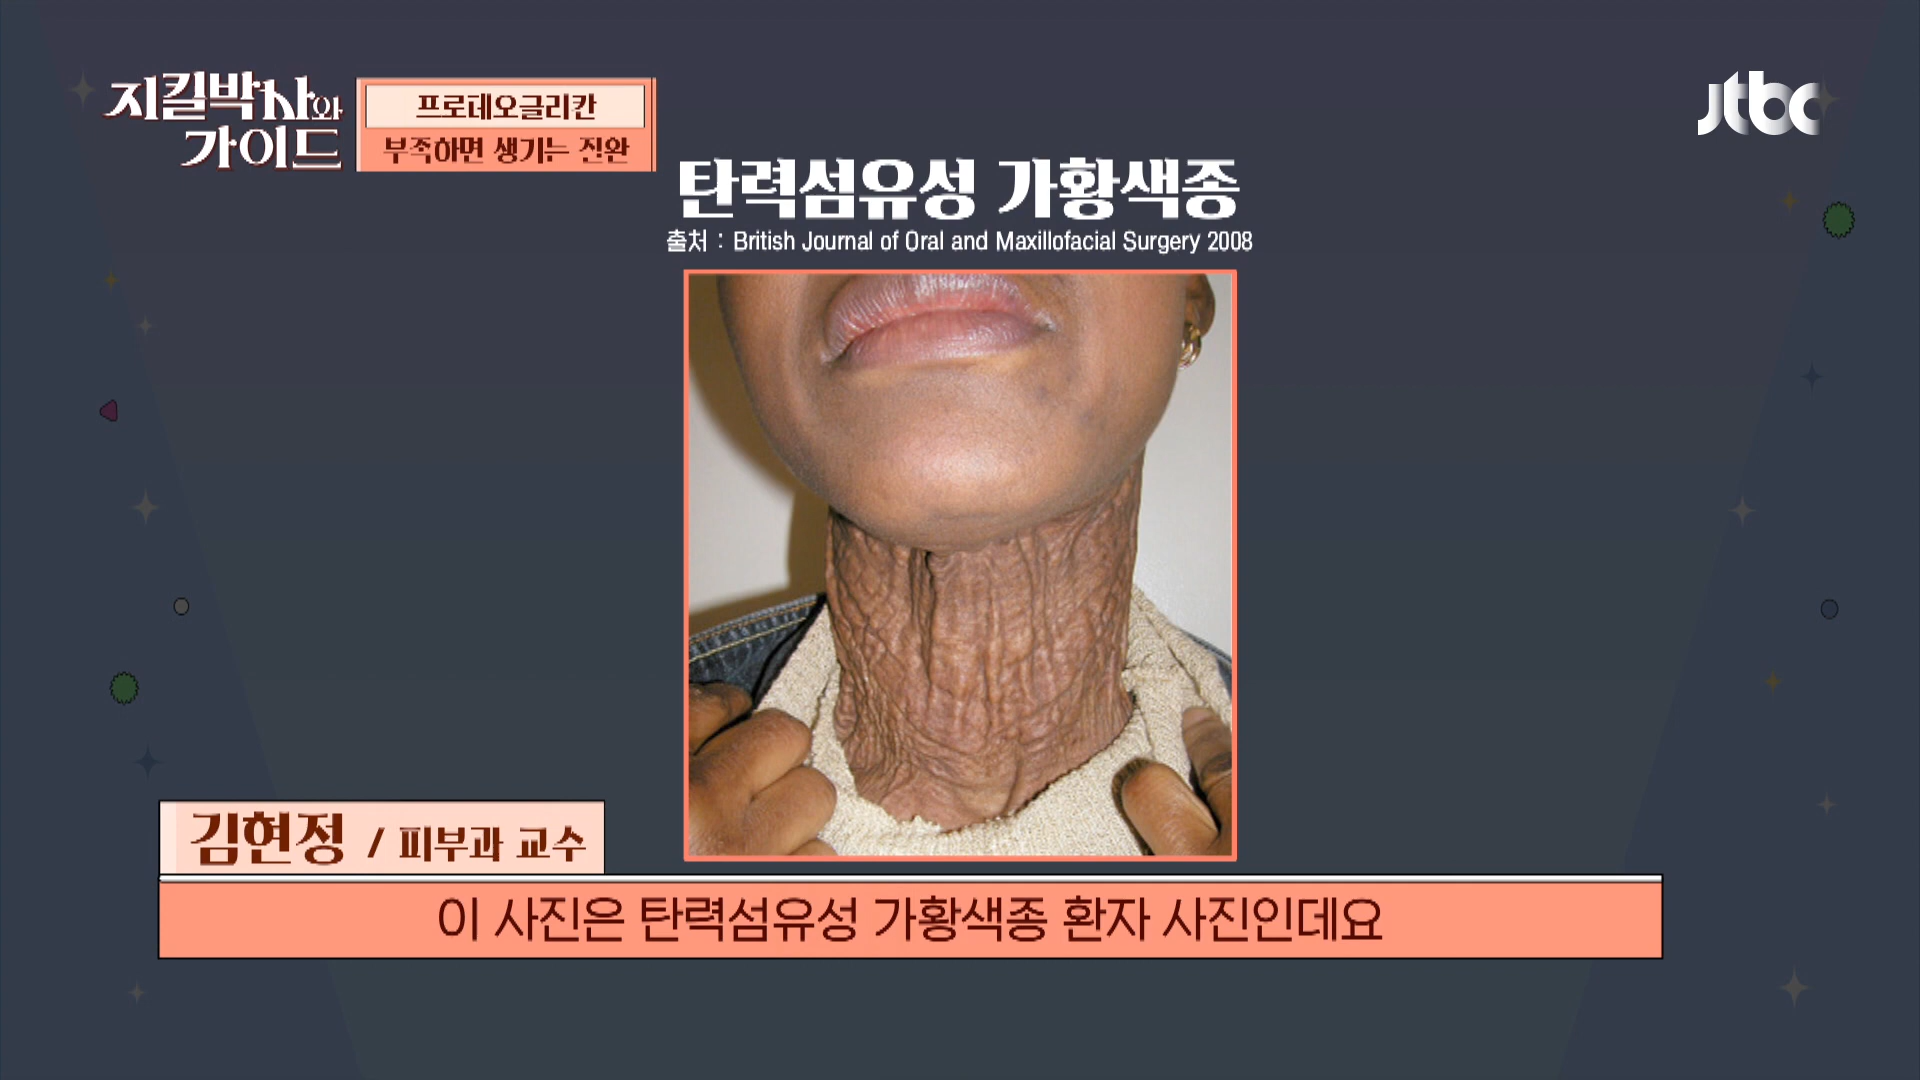 지킬박사와
가이드
프로테오글리칸
부족하면 생기는 질환
jtbc
탄력섬유성 가황색종
출처 : British Journal of Oral and Maxillofacial Surgery 2008
김현정 / 피부과 교수
이 사진은 탄력섬유성 가황색종 환자 사진인데요